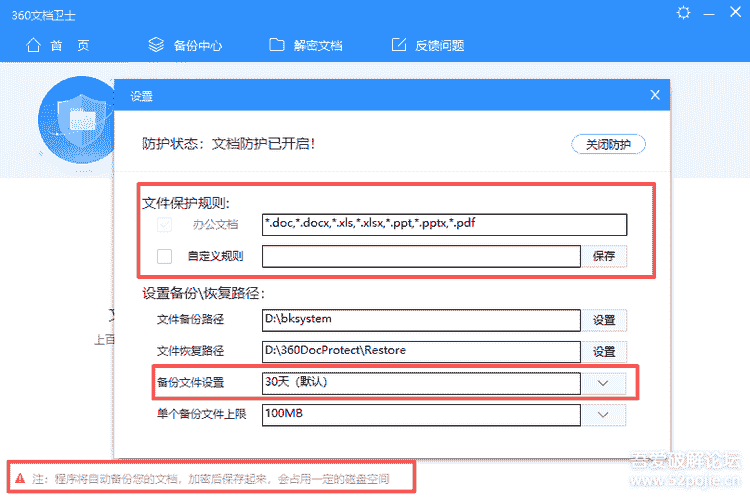 360文档卫士
首 页 备份中心 解密文档 反馈问题
设置
防护状态：文档防护已开启！ 关闭防护
文件保护规则：
办公文档 *.doc,*.docx,*.xls,*.xlsx,*.ppt,*.pptx,*.pdf
自定义规则 保存
设置备份\恢复路径：
文件备份路径 D:\bksystem 设置
文件恢复路径 D:\360DocProtect\Restore 设置
上百
备份文件设置 30天（默认）
单个备份文件上限 100MB
注：程序将自动备份您的文档，加密后保存起来，会占用一定的磁盘空间
吾爱破解论坛
www.52pojie.cn